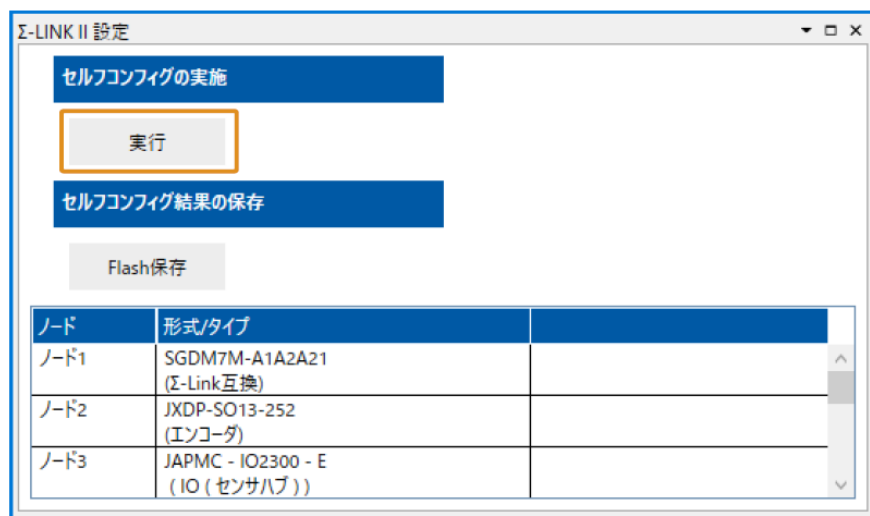 Σ-LINK II 設定
セルフコンフィグの実施
実行
セルフコンフィグ結果の保存
Flash保存
ノード 形式/タイプ
ノード1 SGDM7M-A1A2A21
(Σ-Link互換)
ノード2 JXDP-SO13-252
(エンコーダ)
ノード3 JAPMC - IO2300 - E
( IO ( センサハブ ) )